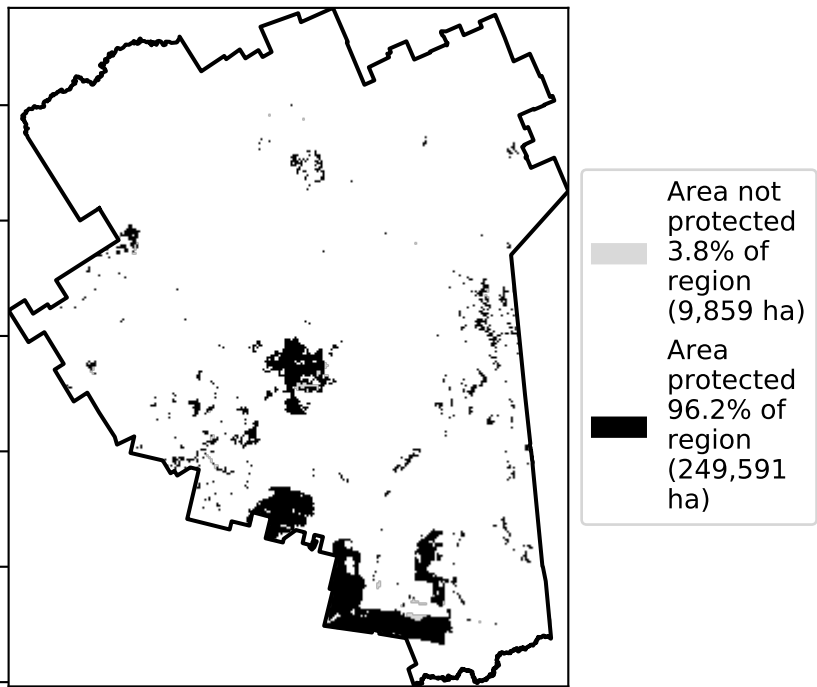 Area not
protected
3.8% of
region
(9,859 ha)
Area
protected
96.2% of
region
(249,591
ha)